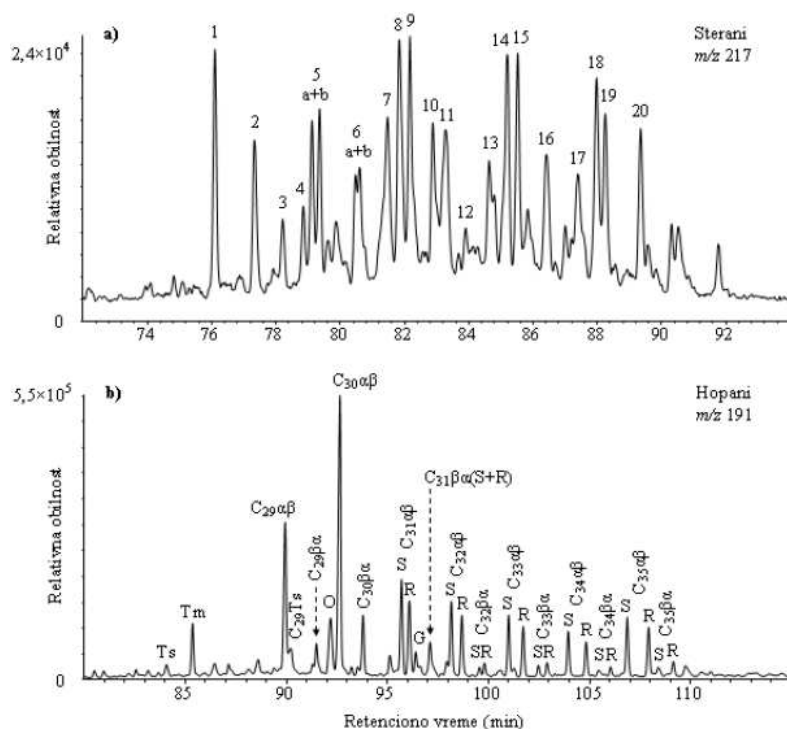 a)
Sterani
m/z 217
2,4×10⁴
Relativna obilnost
0
1
2
3
4
5
a+b
6
a+b
7
8
9
10
11
12
13
14
15
16
17
18
19
20
74 76 78 80 82 84 86 88 90 92
b)
Hopani
m/z 191
5,5×10⁵
Relativna obilnost
0
Ts
Tm
C₂₉αβ
C₂₉Ts
C₂₉βα
O
C₃₀αβ
C₃₀βα
S C₃₁αβ
R
G
C₃₁βα(S+R)
S C₃₂αβ
R
SR C₃₂βα
S C₃₃αβ
R
SR C₃₃βα
S C₃₄αβ
R
SR C₃₄βα
S C₃₅αβ
R
S R C₃₅βα
85 90 95 100 105 110
Retenciono vreme (min)